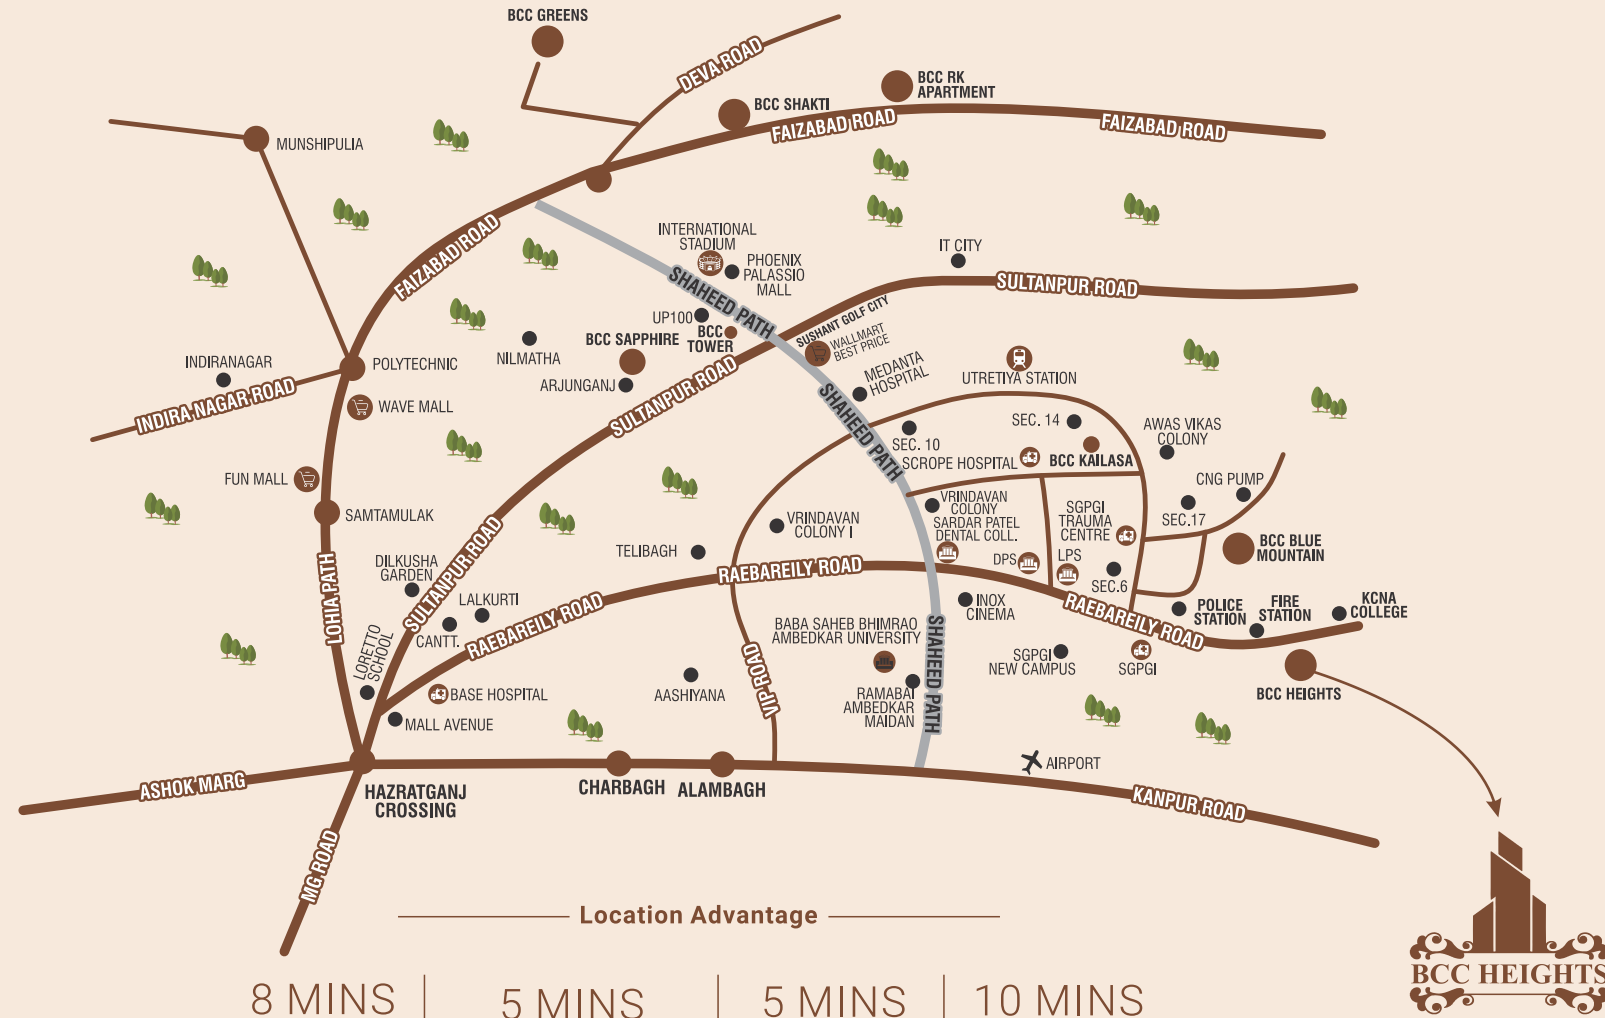 BCC GREENS
DEVA ROAD
BCC RK
APARTMENT
BCC SHAKTI
FAIZABAD ROAD
FAIZABAD ROAD
MUNSHIPULIA
FAIZABAD ROAD
INTERNATIONAL
STADIUM
PHOENIX
PALASSIO
MALL
IT CITY
SHAHEED PATH
SULTANPUR ROAD
SUSHANT GOLF CITY
UP100
BCC
TOWER
BCC SAPPHIRE
WALLMART
BEST PRICE
NILMATHA
ARJUNGANJ
INDIRANAGAR
POLYTECHNIC
INDIRA NAGAR ROAD
WAVE MALL
SULTANPUR ROAD
MEDANTA
HOSPITAL
UTRETIYA STATION
SHAHEED PATH
SEC. 10
SEC. 14
AWAS VIKAS
COLONY
SCROPE HOSPITAL
BCC KAILASA
FUN MALL
CNG PUMP
SAMTAMULAK
VRINDAVAN
COLONY I
VRINDAVAN
COLONY
SARDAR PATEL
DENTAL COLL.
SGPGI
TRAUMA
CENTRE
SEC.17
BCC BLUE
MOUNTAIN
TELIBAGH
DPS
LPS
SEC.6
RAEBAREILY ROAD
DILKUSHA
GARDEN
SULTANPUR ROAD
LOHIA PATH
LALKURTI
CANTT.
RAEBAREILY ROAD
INOX
CINEMA
RAEBAREILY ROAD
POLICE
STATION
FIRE
STATION
KCNA
COLLEGE
BABA SAHEB BHIMRAO
AMBEDKAR UNIVERSITY
SHAHEED PATH
LORETTO
SCHOOL
BASE HOSPITAL
MALL AVENUE
AASHIYANA
VIP ROAD
RAMABAI
AMBEDKAR
MAIDAN
SGPGI
NEW CAMPUS
SGPGI
BCC HEIGHTS
AIRPORT
ASHOK MARG
HAZRATGANJ
CROSSING
CHARBAGH
ALAMBAGH
KANPUR ROAD
MG ROAD
Location Advantage
BCC HEIGHTS
8 MINS
5 MINS
5 MINS
10 MINS